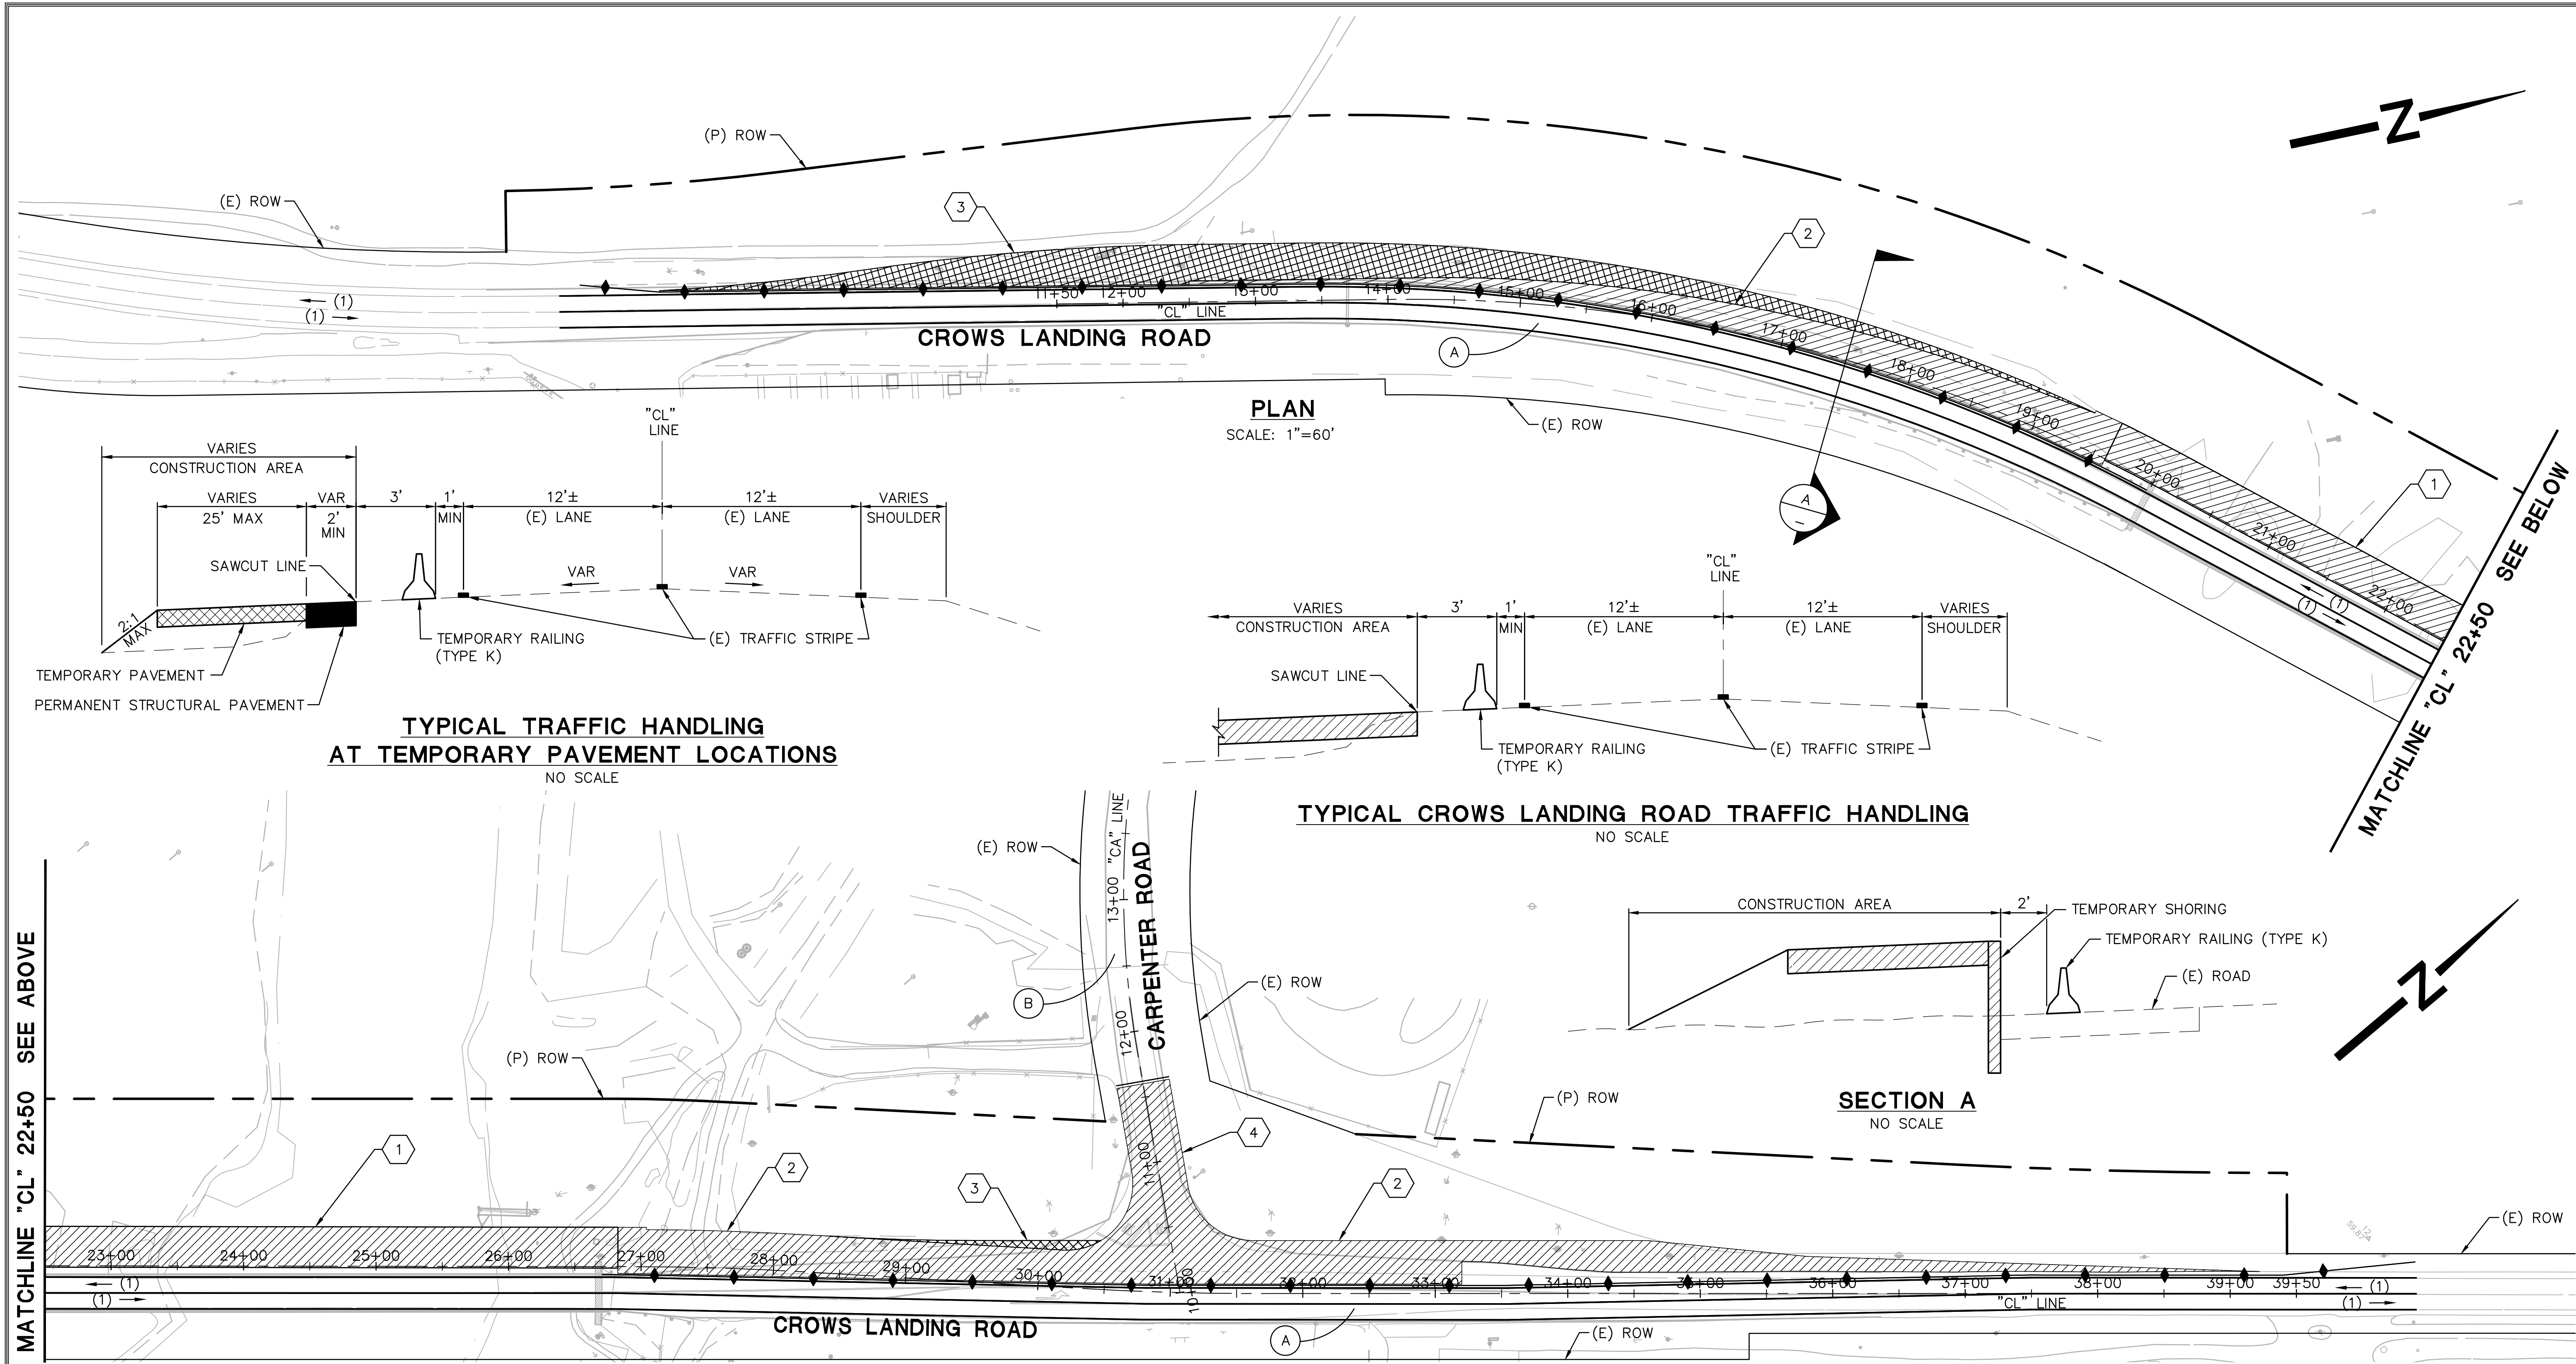 (P) ROW
(E) ROW
3
2
N
(1)
(1)
11+50
12+00
13+00
14+00
15+00
16+00
17+00
18+00
19+00
20+00
21+00
22+00
"CL" LINE
CROWS LANDING ROAD
A
PLAN
SCALE: 1"=60'
(E) ROW
A
–
1
(1)
(1)
MATCHLINE "CL" 22+50 SEE BELOW
"CL"
LINE
VARIES
CONSTRUCTION AREA
VARIES
25' MAX
VAR
2'
MIN
3'
1'
MIN
12'±
(E) LANE
12'±
(E) LANE
VARIES
SHOULDER
SAWCUT LINE
VAR
VAR
2:1
MAX
TEMPORARY RAILING
(TYPE K)
(E) TRAFFIC STRIPE
TEMPORARY PAVEMENT
PERMANENT STRUCTURAL PAVEMENT
TYPICAL TRAFFIC HANDLING
AT TEMPORARY PAVEMENT LOCATIONS
NO SCALE
"CL"
LINE
VARIES
CONSTRUCTION AREA
3'
1'
MIN
12'±
(E) LANE
12'±
(E) LANE
VARIES
SHOULDER
SAWCUT LINE
TEMPORARY RAILING
(TYPE K)
(E) TRAFFIC STRIPE
TYPICAL CROWS LANDING ROAD TRAFFIC HANDLING
NO SCALE
CONSTRUCTION AREA
2'
TEMPORARY SHORING
TEMPORARY RAILING (TYPE K)
(E) ROAD
SECTION A
NO SCALE
N
MATCHLINE "CL" 22+50 SEE ABOVE
(E) ROW
"CA" LINE
13+00
12+00
11+00
10+00
CARPENTER ROAD
B
(E) ROW
(P) ROW
(P) ROW
4
1
2
3
2
(E) ROW
23+00
24+00
25+00
26+00
27+00
28+00
29+00
30+00
31+00
32+00
33+00
34+00
35+00
36+00
37+00
38+00
39+00
39+50
(1)
(1)
(1)
(1)
"CL" LINE
CROWS LANDING ROAD
A
(E) ROW